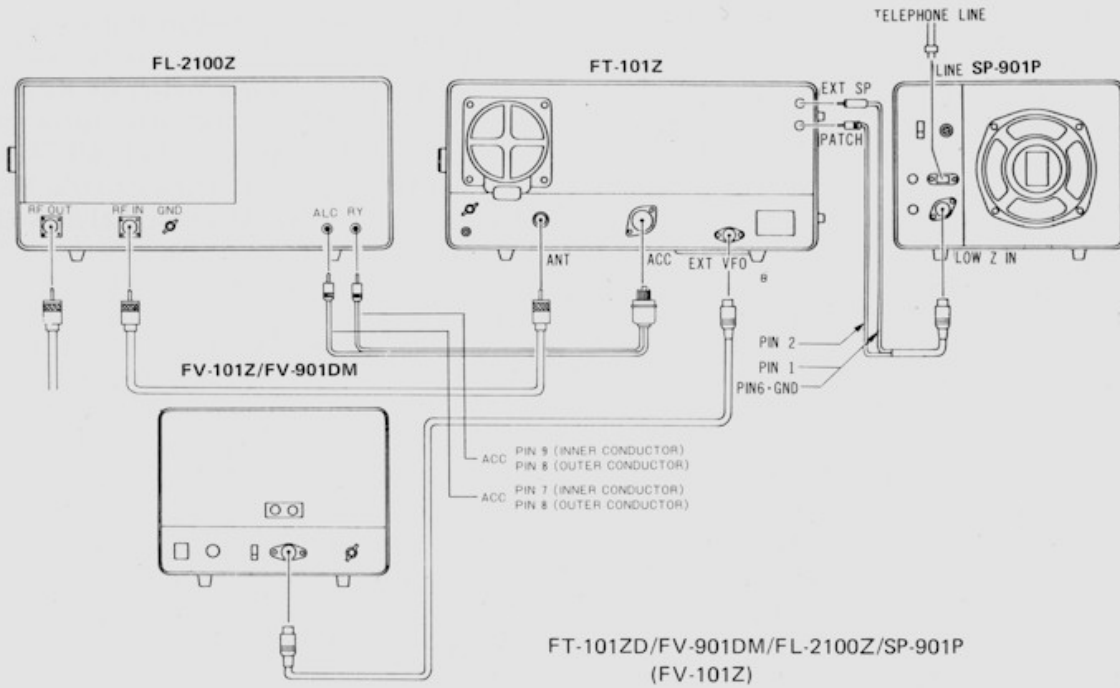 TELEPHONE LINE
FL-2100Z
FT-101Z
LINE SP-901P
EXT SP
PATCH
RF OUT
RF IN
GND
ALC
RY
ANT
ACC
EXT VFO
8
LOW Z IN
PIN 2
PIN 1
PIN6·GND
FV-101Z/FV-901DM
ACC PIN 9 (INNER CONDUCTOR)
PIN 8 (OUTER CONDUCTOR)
ACC PIN 7 (INNER CONDUCTOR)
PIN 8 (OUTER CONDUCTOR)
FT-101ZD/FV-901DM/FL-2100Z/SP-901P
(FV-101Z)